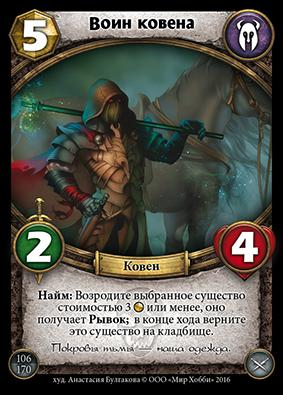 5
Воин ковена
2
4
Ковен
Найм: Возродите выбранное существо
стоимостью 3 или менее, оно
получает Рывок; в конце хода верните
это существо на кладбище.
Покровы тьмы — наша одежда.
106
170
худ. Анастасия Булгакова © ООО «Мир Хобби» 2016